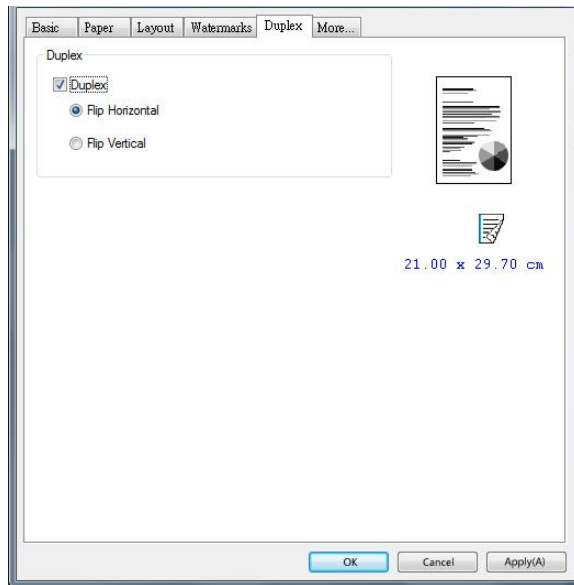 Basic Paper Layout Watermarks Duplex More...
Duplex
Duplex
Flip Horizontal
Flip Vertical
21.00 x 29.70 cm
OK Cancel Apply(A)